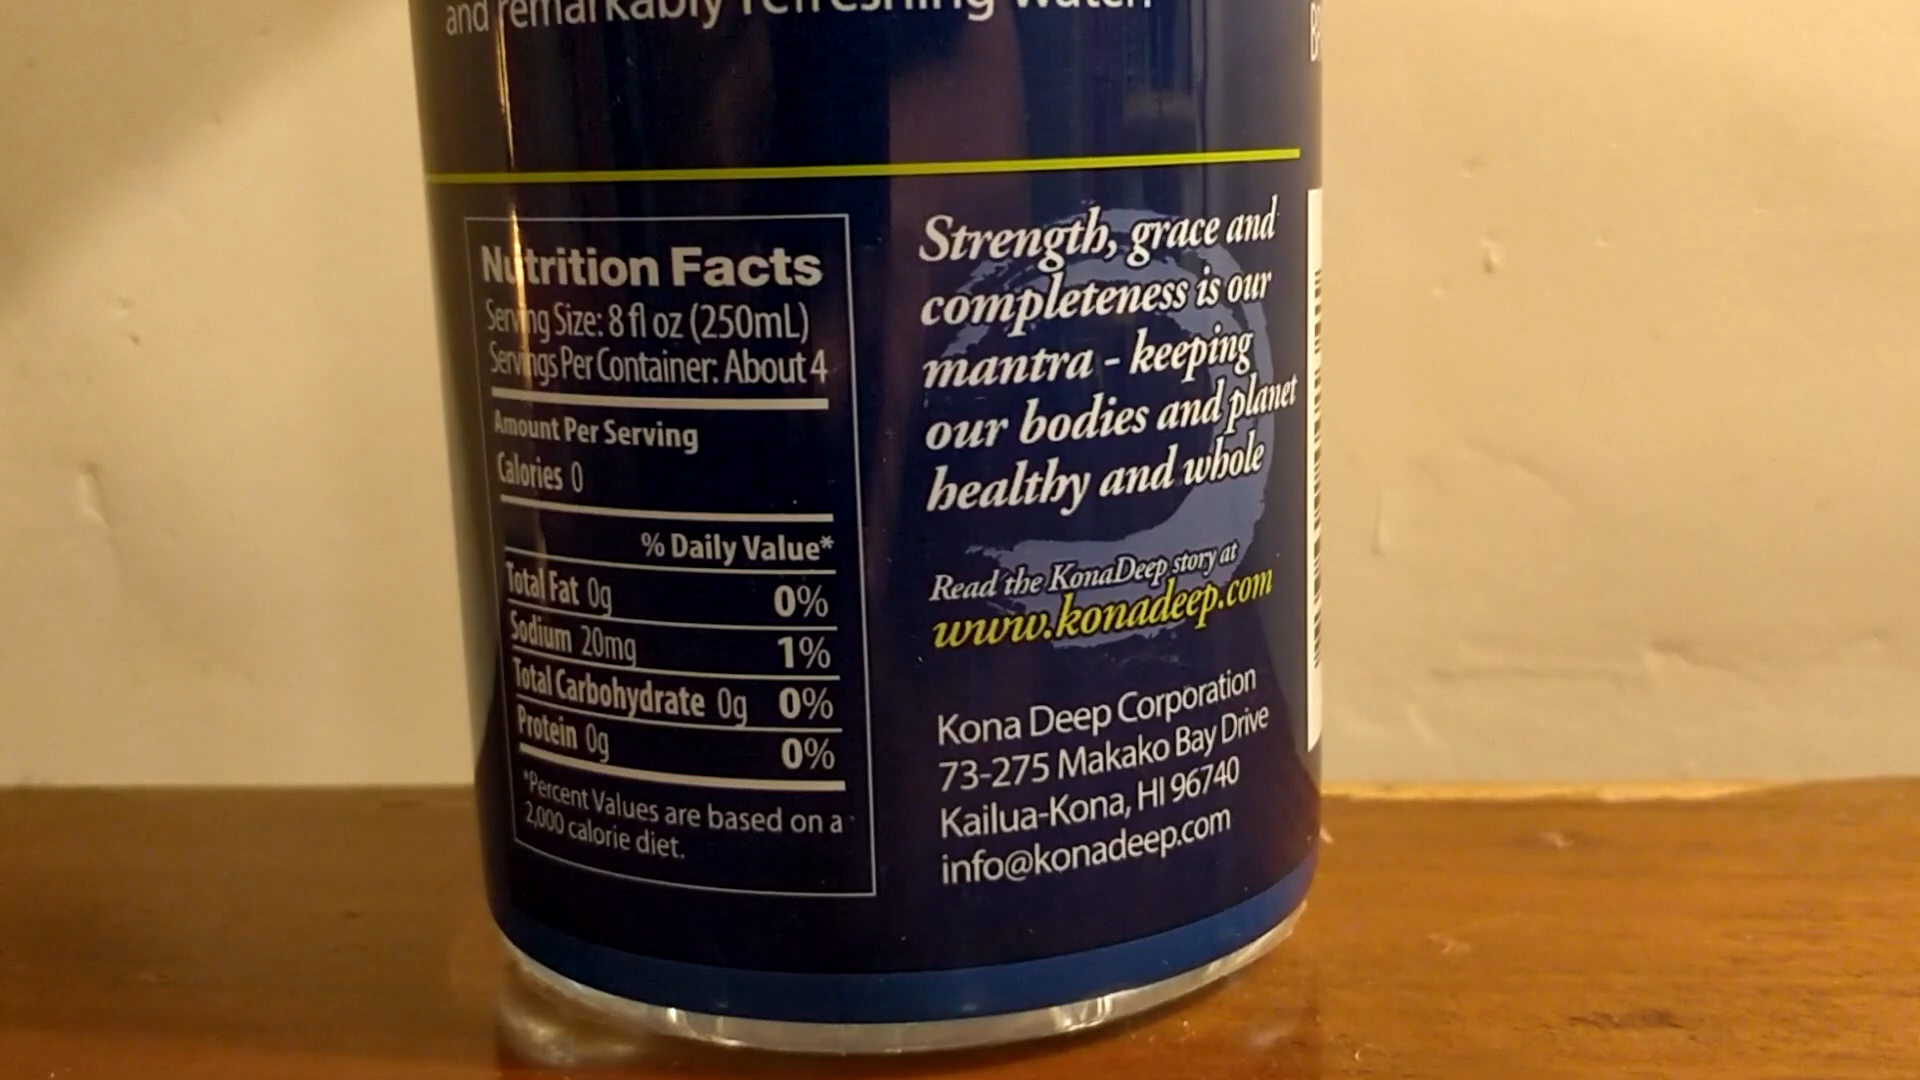 and remarkably refreshing water.
Nutrition Facts
Serving Size: 8 fl oz (250mL)
Servings Per Container: About 4
Amount Per Serving
Calories 0
% Daily Value*
Total Fat 0g 0%
Sodium 20mg 1%
Total Carbohydrate 0g 0%
Protein 0g 0%
*Percent Values are based on a
2,000 calorie diet.
Strength, grace and
completeness is our
mantra - keeping
our bodies and planet
healthy and whole
Read the KonaDeep story at
www.konadeep.com
Kona Deep Corporation
73-275 Makako Bay Drive
Kailua-Kona, HI 96740
info@konadeep.com